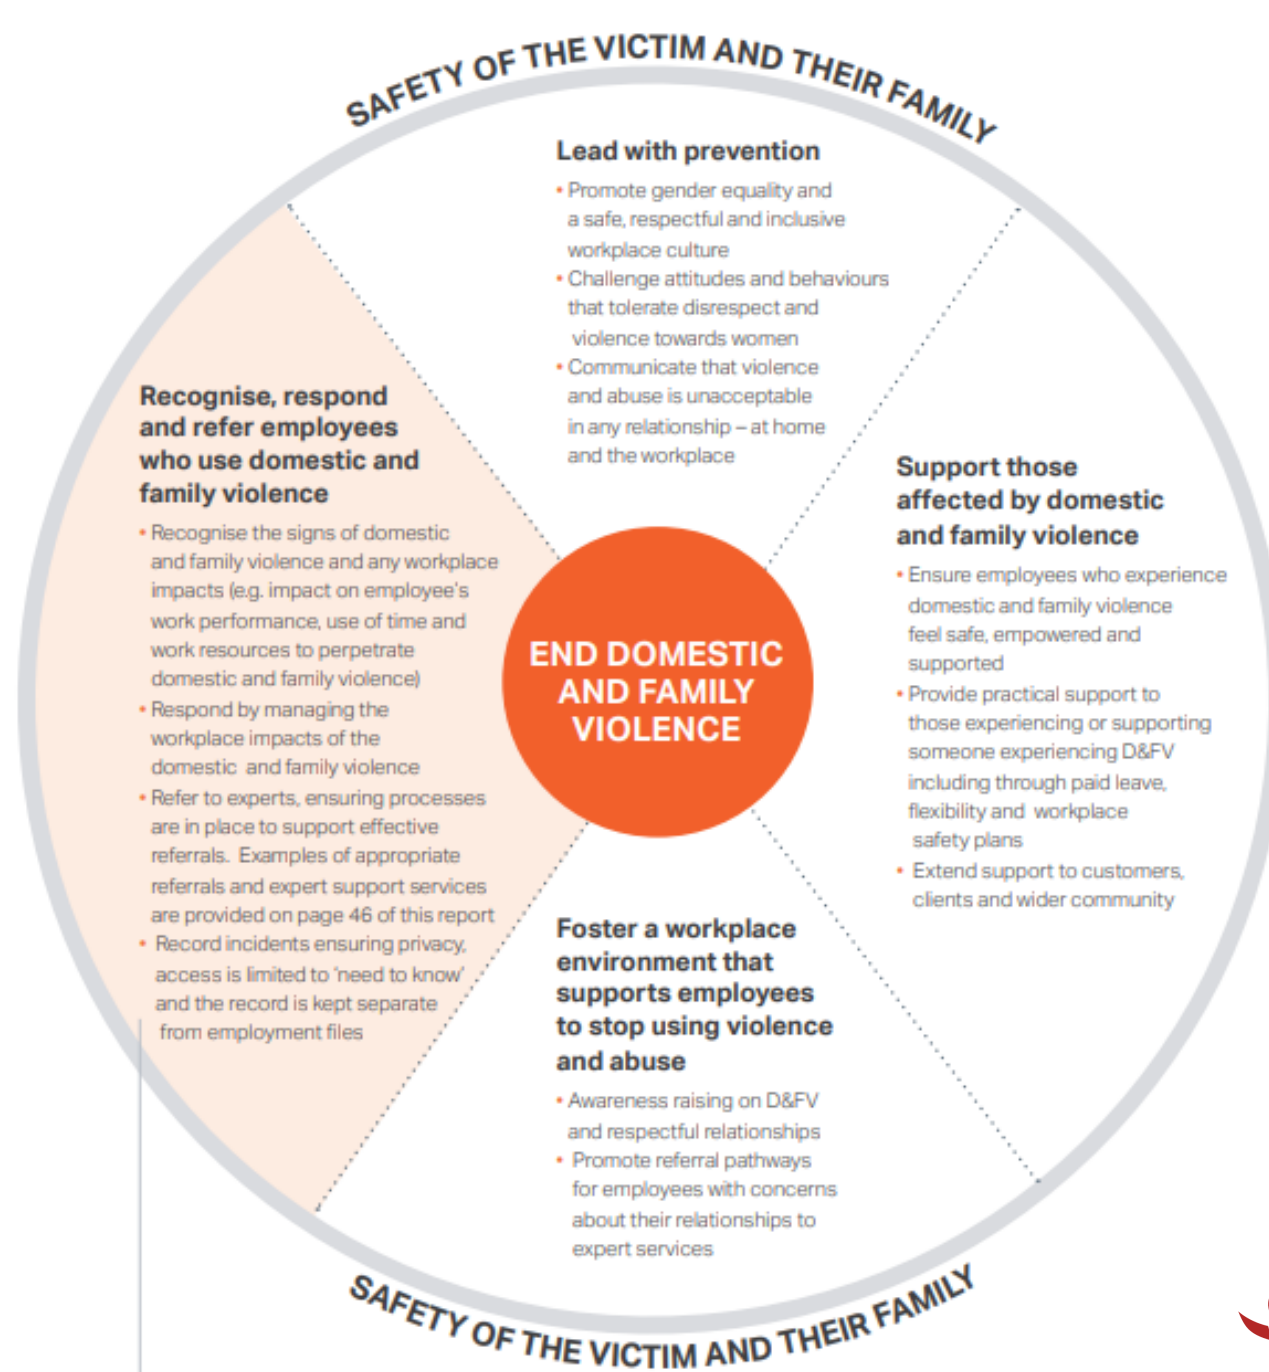 SAFETY OF THE VICTIM AND THEIR FAMILY
Lead with prevention
• Promote gender equality and
a safe, respectful and inclusive
workplace culture
• Challenge attitudes and behaviours
that tolerate disrespect and
violence towards women
• Communicate that violence
and abuse is unacceptable
in any relationship – at home
and the workplace
Support those
affected by domestic
and family violence
• Ensure employees who experience
domestic and family violence
feel safe, empowered and
supported
• Provide practical support to
those experiencing or supporting
someone experiencing D&FV
including through paid leave,
flexibility and workplace
safety plans
• Extend support to customers,
clients and wider community
Foster a workplace
environment that
supports employees
to stop using violence
and abuse
• Awareness raising on D&FV
and respectful relationships
• Promote referral pathways
for employees with concerns
about their relationships to
expert services
Recognise, respond
and refer employees
who use domestic and
family violence
• Recognise the signs of domestic
and family violence and any workplace
impacts (e.g. impact on employee's
work performance, use of time and
work resources to perpetrate
domestic and family violence)
• Respond by managing the
workplace impacts of the
domestic and family violence
• Refer to experts, ensuring processes
are in place to support effective
referrals. Examples of appropriate
referrals and expert support services
are provided on page 46 of this report
• Record incidents ensuring privacy,
access is limited to 'need to know'
and the record is kept separate
from employment files
END DOMESTIC
AND FAMILY
VIOLENCE
SAFETY OF THE VICTIM AND THEIR FAMILY